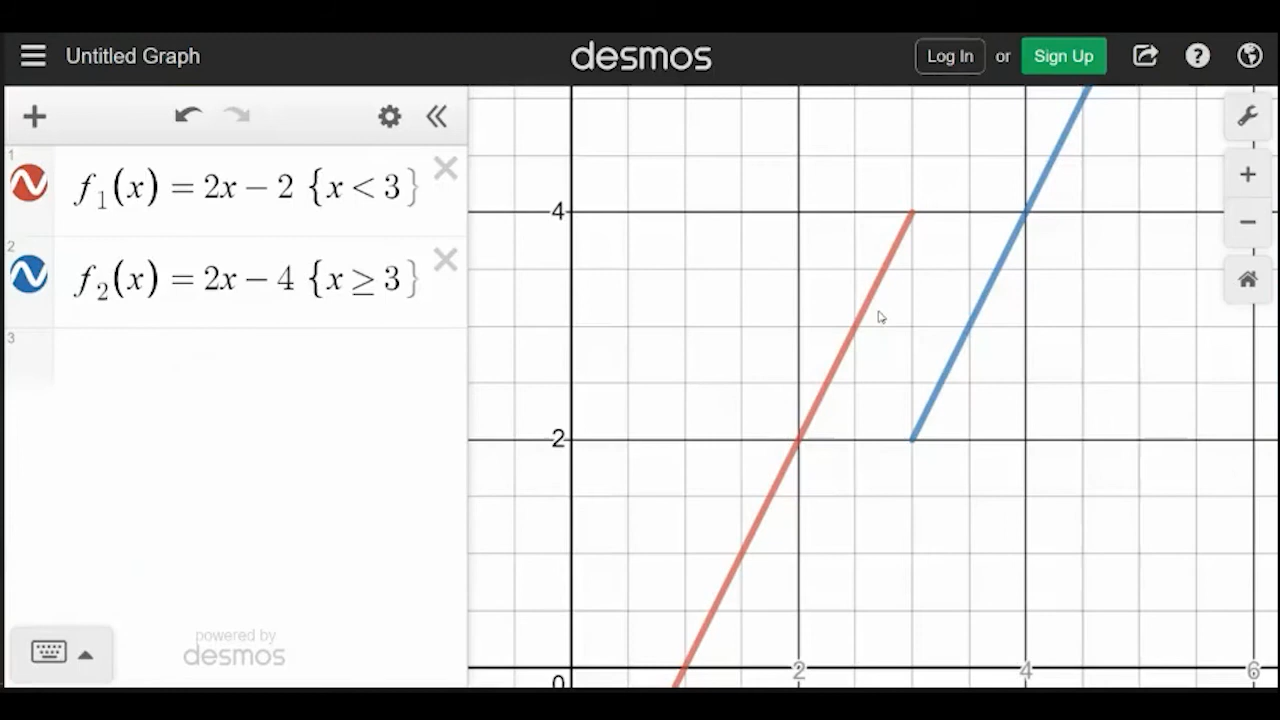 Untitled Graph
desmos
Log In or Sign Up
1
f₁(x) = 2x − 2 {x < 3}
2
f₂(x) = 2x − 4 {x ≥ 3}
3
4
2
0
2 4 6
powered by
desmos